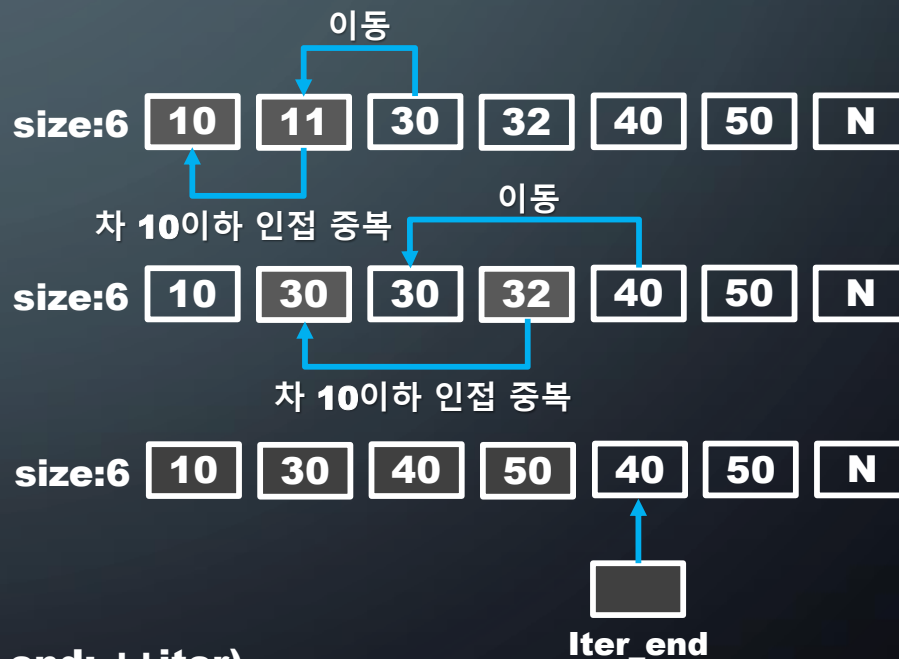 이동
size:6 10 11 30 32 40 50 N
차 10이하 인접 중복
이동
size:6 10 30 30 32 40 50 N
차 10이하 인접 중복
size:6 10 30 40 50 40 50 N
Iter_end
end; ++iter)